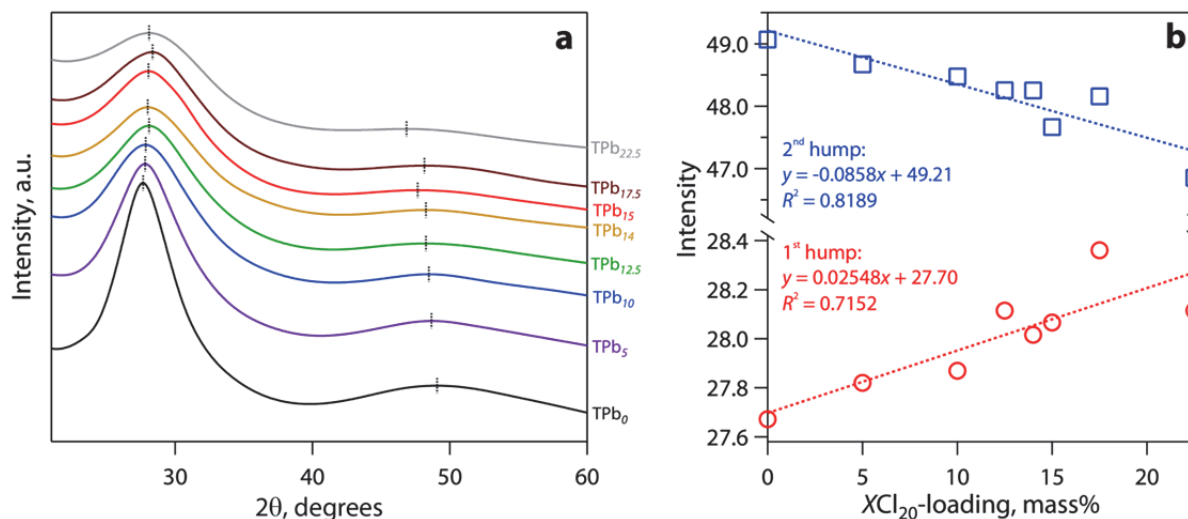 a
Intensity, a.u.
TPb22.5
TPb17.5
TPb15
TPb14
TPb12.5
TPb10
TPb5
TPb0
30
40
50
60
2θ, degrees
b
Intensity
49.0
48.0
47.0
28.4
28.2
28.0
27.8
27.6
2nd hump:
y = -0.0858x + 49.21
R² = 0.8189
1st hump:
y = 0.02548x + 27.70
R² = 0.7152
0
5
10
15
20
XCl20-loading, mass%